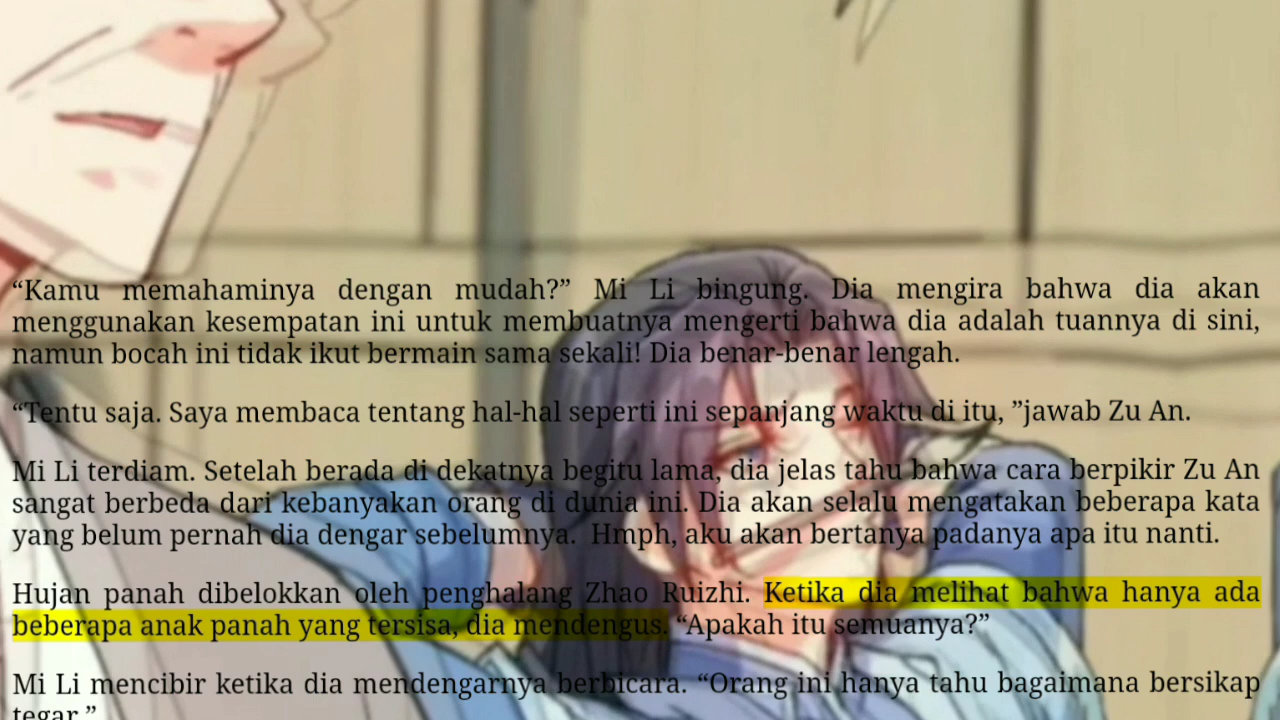 “Kamu memahaminya dengan mudah?” Mi Li bingung. Dia mengira bahwa dia akan
menggunakan kesempatan ini untuk membuatnya mengerti bahwa dia adalah tuannya di sini,
namun bocah ini tidak ikut bermain sama sekali! Dia benar-benar lengah.
“Tentu saja. Saya membaca tentang hal-hal seperti ini sepanjang waktu di itu, ”jawab Zu An.
Mi Li terdiam. Setelah berada di dekatnya begitu lama, dia jelas tahu bahwa cara berpikir Zu An
sangat berbeda dari kebanyakan orang di dunia ini. Dia akan selalu mengatakan beberapa kata
yang belum pernah dia dengar sebelumnya.  Hmph, aku akan bertanya padanya apa itu nanti.
Hujan panah dibelokkan oleh penghalang Zhao Ruizhi. Ketika dia melihat bahwa hanya ada
beberapa anak panah yang tersisa, dia mendengus. “Apakah itu semuanya?”
Mi Li mencibir ketika dia mendengarnya berbicara. “Orang ini hanya tahu bagaimana bersikap
tegar.”